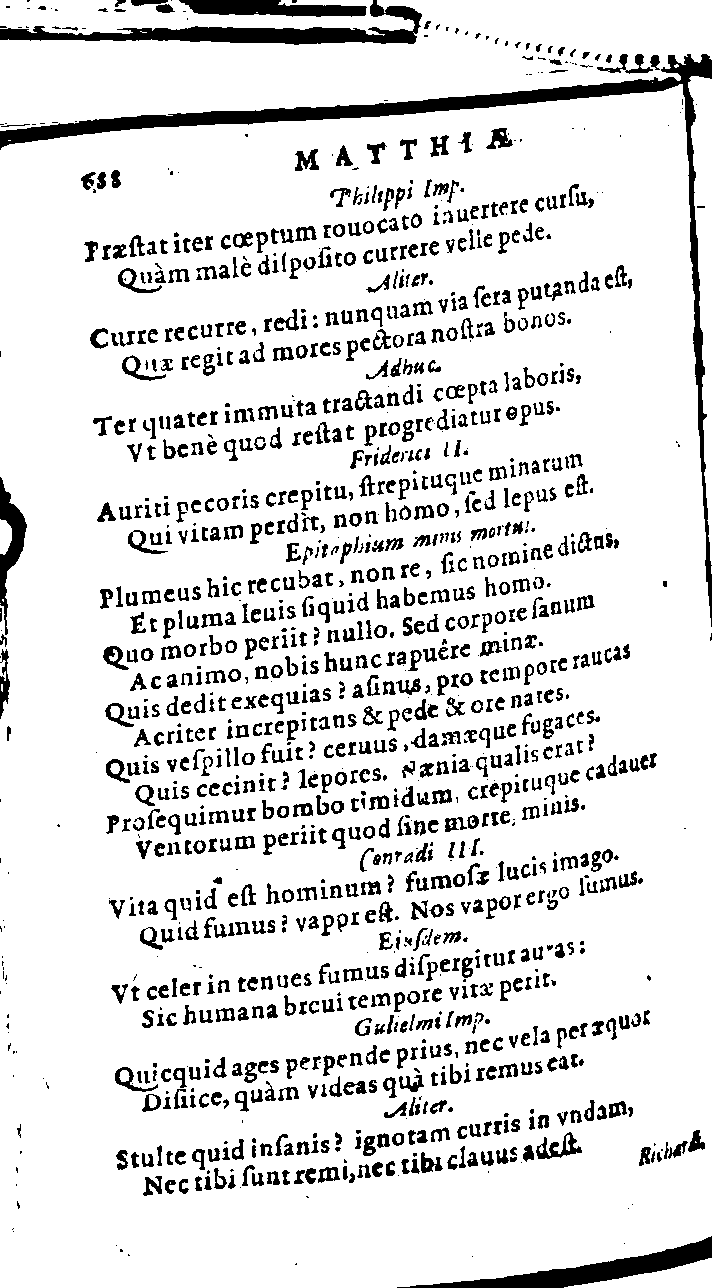 688 MATTHIÆ
Philippi Imp.
Præſtat iter cœptum rouocato inuertere curſu,
Quàm malè diſpoſito currere velle pede.
Aliter.
Curre recurre, redi: nunquam via ſera putanda eſt,
Quæ regit ad mores pectora noſtra bonos.
Adhuc.
Ter quater immuta tractandi cœpta laboris,
Vt benè quod reſtat progrediatur opus.
Friderici II.
Auriti pecoris crepitu, ſtrepituque minarum
Qui vitam perdit, non homo, ſed lepus eſt.
Epitaphium minis mortui.
Plumeus hic recubat, non re, ſic nomine dictus,
Et pluma leuis ſiquid habemus homo.
Quo morbo periit? nullo. Sed corpore ſanum
Ac animo, nobis hunc rapuêre minæ.
Quis dedit exequias? aſinus, pro tempore raucas
Acriter increpitans & pede & ore nates.
Quis veſpillo fuit? ceruus, damæque fugaces.
Quis cecinit? lepores. Nænia qualis erat?
Proſequimur bombo timidum, crepituque cadauer
Ventorum periit quod ſine morte, minis.
Conradi III.
Vita quid eſt hominum? fumoſæ lucis imago.
Quid fumus? vappr eſt. Nos vapor ergo ſumus.
Eiuſdem.
Vt celer in tenues fumus diſpergitur auras:
Sic humana breui tempore vitæ perit.
Gulielmi Imp.
Quicquid ages perpende prius, nec vela per æquor
Diſiice, quàm videas quà tibi remus eat.
Aliter.
Stulte quid inſanis? ignotam curris in vndam,
Nec tibi ſunt remi, nec tibi clauus adeſt.